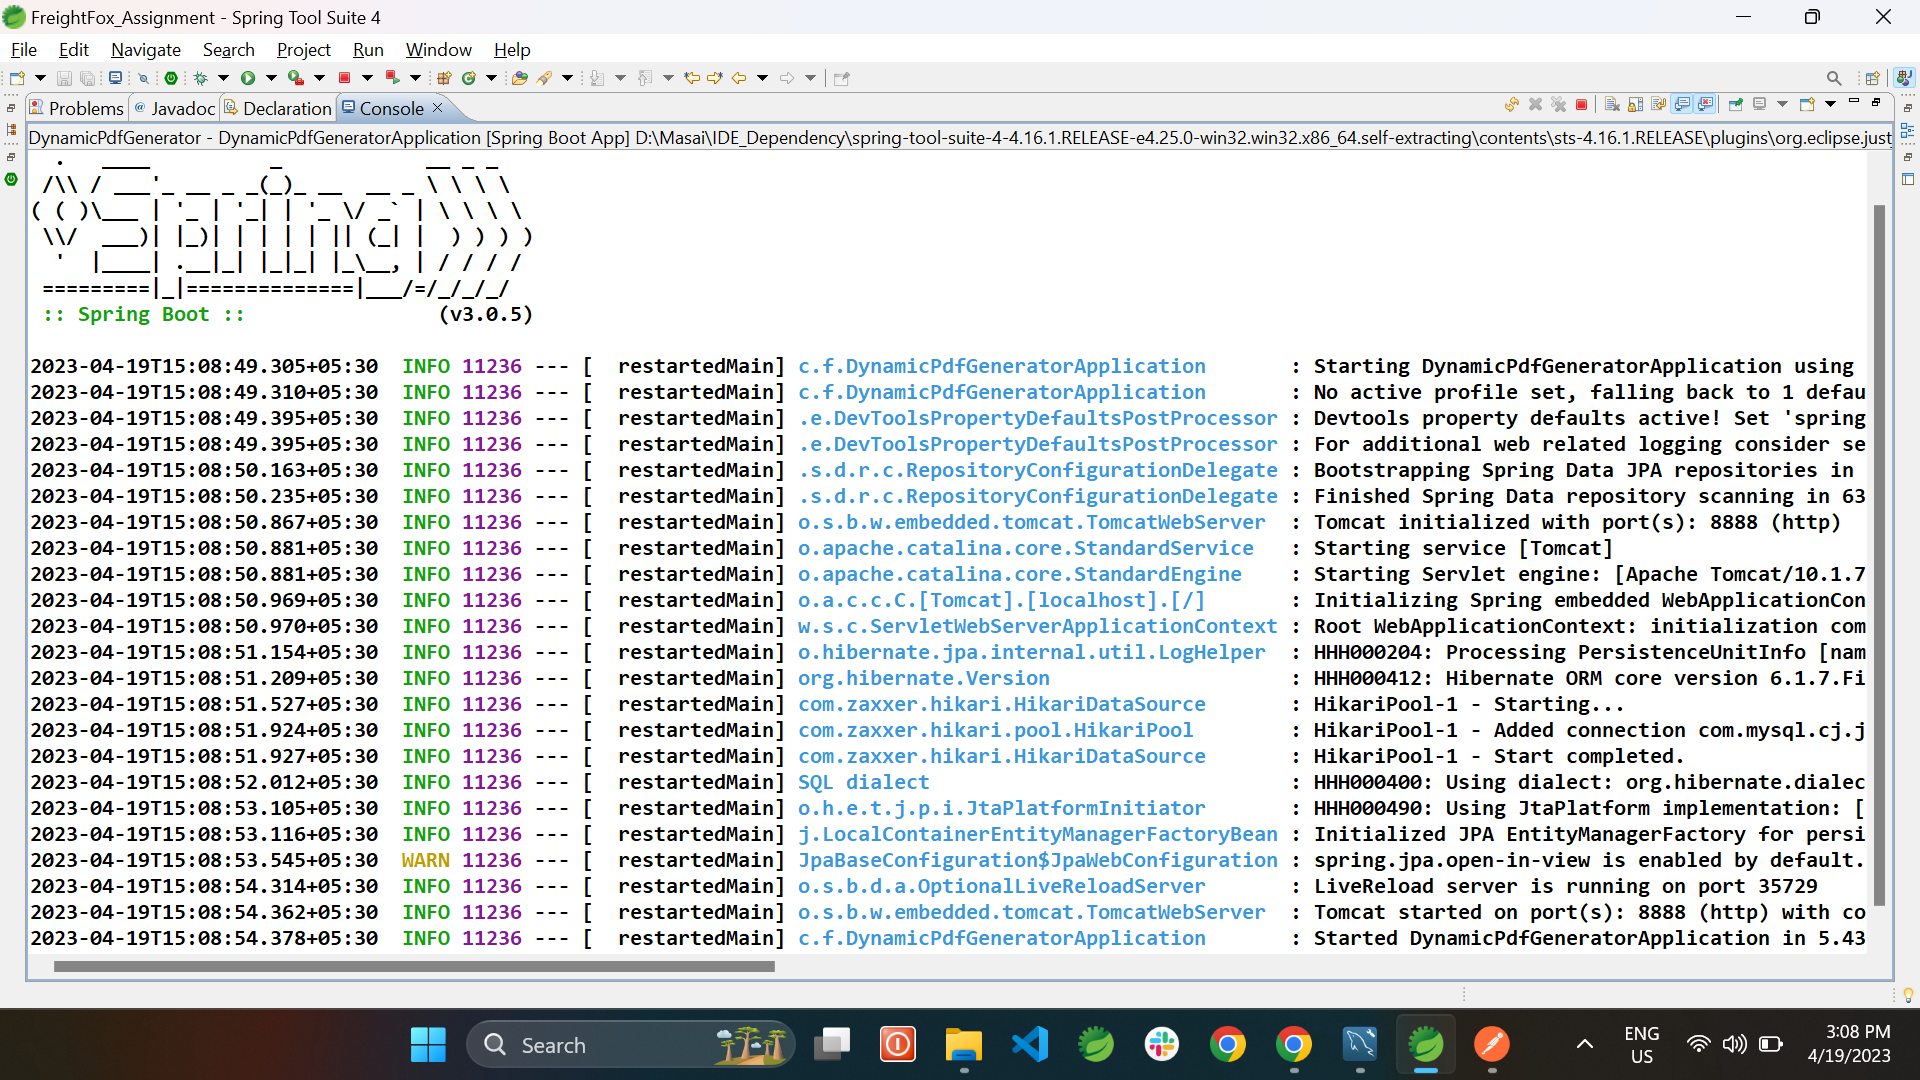 FreightFox_Assignment - Spring Tool Suite 4
File Edit Navigate Search Project Run Window Help
Problems @ Javadoc Declaration Console
DynamicPdfGenerator - DynamicPdfGeneratorApplication [Spring Boot App] D:\Masai\IDE_Dependency\spring-tool-suite-4-4.16.1.RELEASE-e4.25.0-win32.win32.x86_64.self-extracting\contents\sts-4.16.1.RELEASE\plugins\org.eclipse.just
  .   ____          _            __ _ _
 /\\ / ___'_ __ _ _(_)_ __  __ _ \ \ \ \
( ( )\___ | '_ | '_| | '_ \/ _` | \ \ \ \
 \\/  ___)| |_)| | | | | || (_| |  ) ) ) )
  '  |____| .__|_| |_|_| |_\__, | / / / /
 =========|_|==============|___/=/_/_/_/
:: Spring Boot :: (v3.0.5)
2023-04-19T15:08:49.305+05:30 INFO 11236 --- [ restartedMain] c.f.DynamicPdfGeneratorApplication : Starting DynamicPdfGeneratorApplication using
2023-04-19T15:08:49.310+05:30 INFO 11236 --- [ restartedMain] c.f.DynamicPdfGeneratorApplication : No active profile set, falling back to 1 defau
2023-04-19T15:08:49.395+05:30 INFO 11236 --- [ restartedMain] .e.DevToolsPropertyDefaultsPostProcessor : Devtools property defaults active! Set 'spring
2023-04-19T15:08:49.395+05:30 INFO 11236 --- [ restartedMain] .e.DevToolsPropertyDefaultsPostProcessor : For additional web related logging consider se
2023-04-19T15:08:50.163+05:30 INFO 11236 --- [ restartedMain] .s.d.r.c.RepositoryConfigurationDelegate : Bootstrapping Spring Data JPA repositories in
2023-04-19T15:08:50.235+05:30 INFO 11236 --- [ restartedMain] .s.d.r.c.RepositoryConfigurationDelegate : Finished Spring Data repository scanning in 63
2023-04-19T15:08:50.867+05:30 INFO 11236 --- [ restartedMain] o.s.b.w.embedded.tomcat.TomcatWebServer : Tomcat initialized with port(s): 8888 (http)
2023-04-19T15:08:50.881+05:30 INFO 11236 --- [ restartedMain] o.apache.catalina.core.StandardService : Starting service [Tomcat]
2023-04-19T15:08:50.881+05:30 INFO 11236 --- [ restartedMain] o.apache.catalina.core.StandardEngine : Starting Servlet engine: [Apache Tomcat/10.1.7
2023-04-19T15:08:50.969+05:30 INFO 11236 --- [ restartedMain] o.a.c.c.C.[Tomcat].[localhost].[/] : Initializing Spring embedded WebApplicationCon
2023-04-19T15:08:50.970+05:30 INFO 11236 --- [ restartedMain] w.s.c.ServletWebServerApplicationContext : Root WebApplicationContext: initialization com
2023-04-19T15:08:51.154+05:30 INFO 11236 --- [ restartedMain] o.hibernate.jpa.internal.util.LogHelper : HHH000204: Processing PersistenceUnitInfo [nam
2023-04-19T15:08:51.209+05:30 INFO 11236 --- [ restartedMain] org.hibernate.Version : HHH000412: Hibernate ORM core version 6.1.7.Fi
2023-04-19T15:08:51.527+05:30 INFO 11236 --- [ restartedMain] com.zaxxer.hikari.HikariDataSource : HikariPool-1 - Starting...
2023-04-19T15:08:51.924+05:30 INFO 11236 --- [ restartedMain] com.zaxxer.hikari.pool.HikariPool : HikariPool-1 - Added connection com.mysql.cj.j
2023-04-19T15:08:51.927+05:30 INFO 11236 --- [ restartedMain] com.zaxxer.hikari.HikariDataSource : HikariPool-1 - Start completed.
2023-04-19T15:08:52.012+05:30 INFO 11236 --- [ restartedMain] SQL dialect : HHH000400: Using dialect: org.hibernate.dialec
2023-04-19T15:08:53.105+05:30 INFO 11236 --- [ restartedMain] o.h.e.t.j.p.i.JtaPlatformInitiator : HHH000490: Using JtaPlatform implementation: [
2023-04-19T15:08:53.116+05:30 INFO 11236 --- [ restartedMain] j.LocalContainerEntityManagerFactoryBean : Initialized JPA EntityManagerFactory for persi
2023-04-19T15:08:53.545+05:30 WARN 11236 --- [ restartedMain] JpaBaseConfiguration$JpaWebConfiguration : spring.jpa.open-in-view is enabled by default.
2023-04-19T15:08:54.314+05:30 INFO 11236 --- [ restartedMain] o.s.b.d.a.OptionalLiveReloadServer : LiveReload server is running on port 35729
2023-04-19T15:08:54.362+05:30 INFO 11236 --- [ restartedMain] o.s.b.w.embedded.tomcat.TomcatWebServer : Tomcat started on port(s): 8888 (http) with co
2023-04-19T15:08:54.378+05:30 INFO 11236 --- [ restartedMain] c.f.DynamicPdfGeneratorApplication : Started DynamicPdfGeneratorApplication in 5.43
Search
ENG
US
3:08 PM
4/19/2023